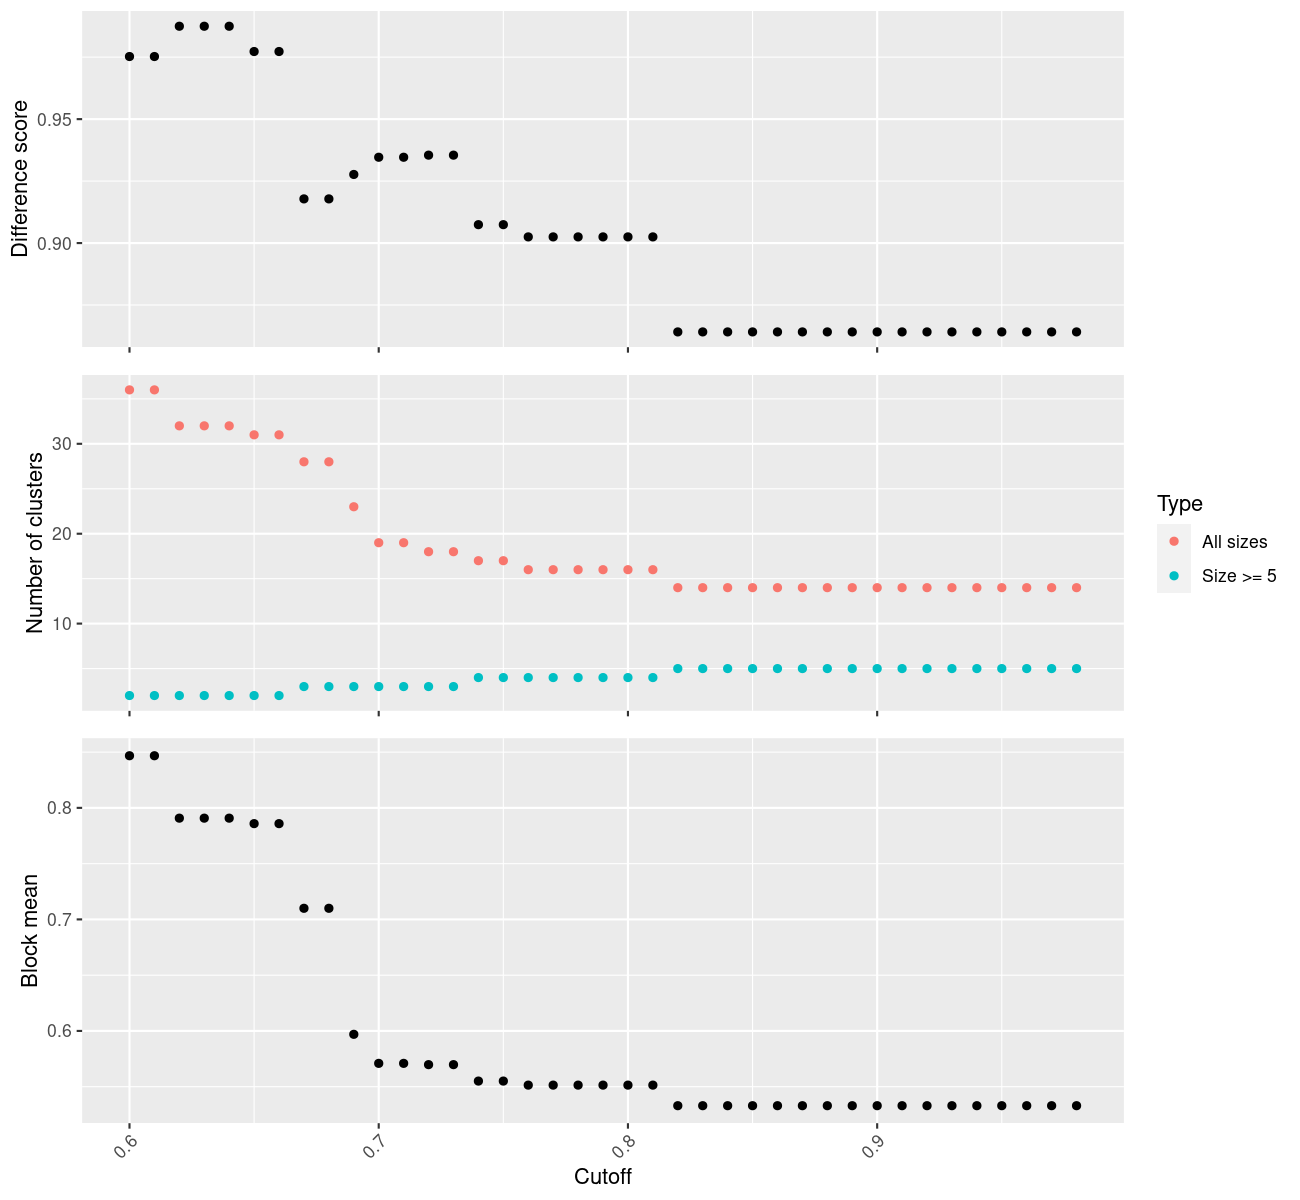 Difference score
0.95
0.90
Number of clusters
30
20
10
Type
All sizes
Size >= 5
Block mean
0.8
0.7
0.6
0.6 0.7 0.8 0.9
Cutoff